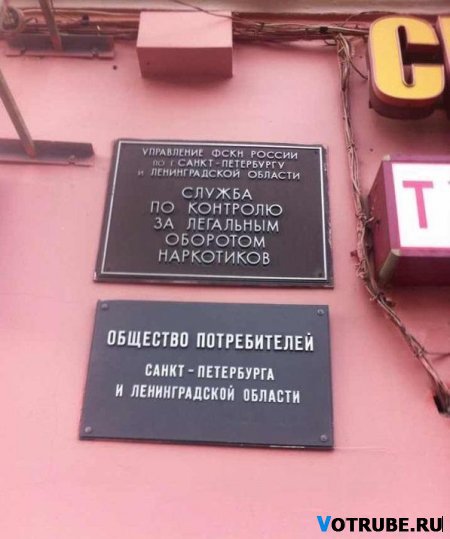 УПРАВЛЕНИЕ ФСКН РОССИИ
ПО Г. САНКТ-ПЕТЕРБУРГУ
И ЛЕНИНГРАДСКОЙ ОБЛАСТИ
СЛУЖБА
ПО КОНТРОЛЮ
ЗА ЛЕГАЛЬНЫМ
ОБОРОТОМ
НАРКОТИКОВ
ОБЩЕСТВО ПОТРЕБИТЕЛЕЙ
САНКТ-ПЕТЕРБУРГА
И ЛЕНИНГРАДСКОЙ ОБЛАСТИ
VOTRUBE.RU